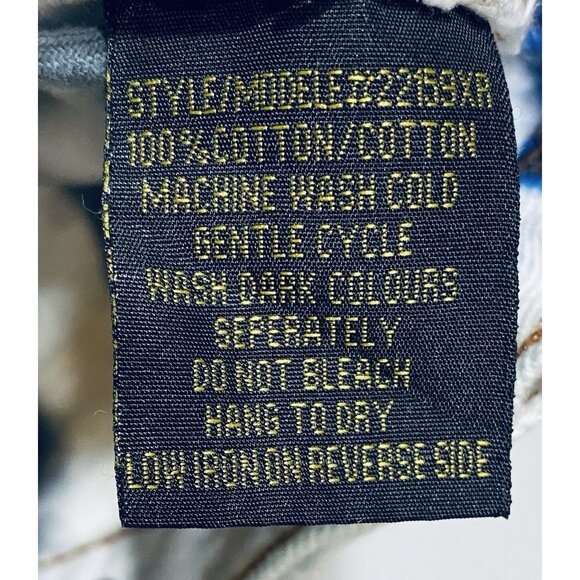 STYLE/MODELE:22159XR
100%COTTON/COTTON
MACHINE WASH COLD
GENTLE CYCLE
WASH DARK COLOURS
SEPERATELY
DO NOT BLEACH
HANG TO DRY
LOW IRON ON REVERSE SIDE